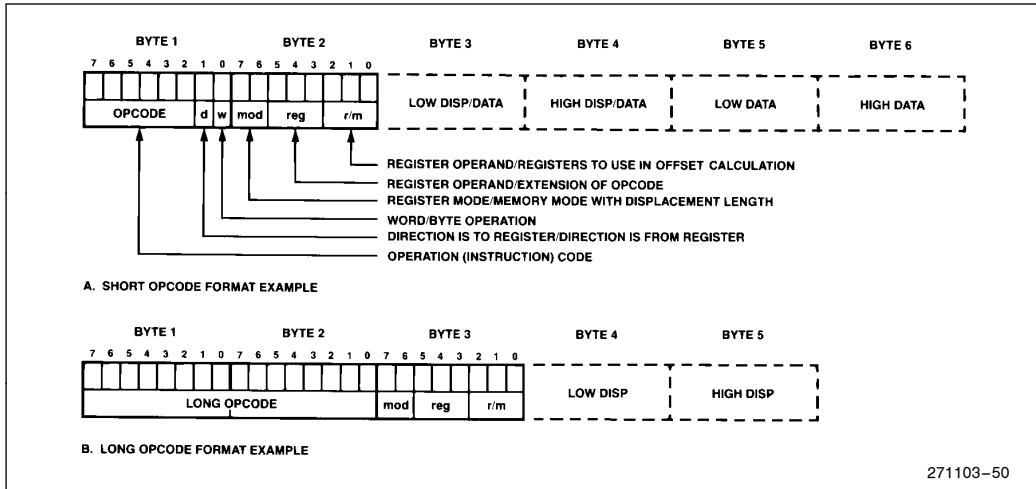 BYTE 1 BYTE 2 BYTE 3 BYTE 4 BYTE 5 BYTE 6
7 6 5 4 3 2 1 0 7 6 5 4 3 2 1 0
LOW DISP/DATA HIGH DISP/DATA LOW DATA HIGH DATA
OPCODE d w mod reg r/m
REGISTER OPERAND/REGISTERS TO USE IN OFFSET CALCULATION
REGISTER OPERAND/EXTENSION OF OPCODE
REGISTER MODE/MEMORY MODE WITH DISPLACEMENT LENGTH
WORD/BYTE OPERATION
DIRECTION IS TO REGISTER/DIRECTION IS FROM REGISTER
OPERATION (INSTRUCTION) CODE
A. SHORT OPCODE FORMAT EXAMPLE
BYTE 1 BYTE 2 BYTE 3 BYTE 4 BYTE 5
7 6 5 4 3 2 1 0 7 6 5 4 3 2 1 0 7 6 5 4 3 2 1 0
LOW DISP HIGH DISP
LONG OPCODE mod reg r/m
B. LONG OPCODE FORMAT EXAMPLE
271103–50